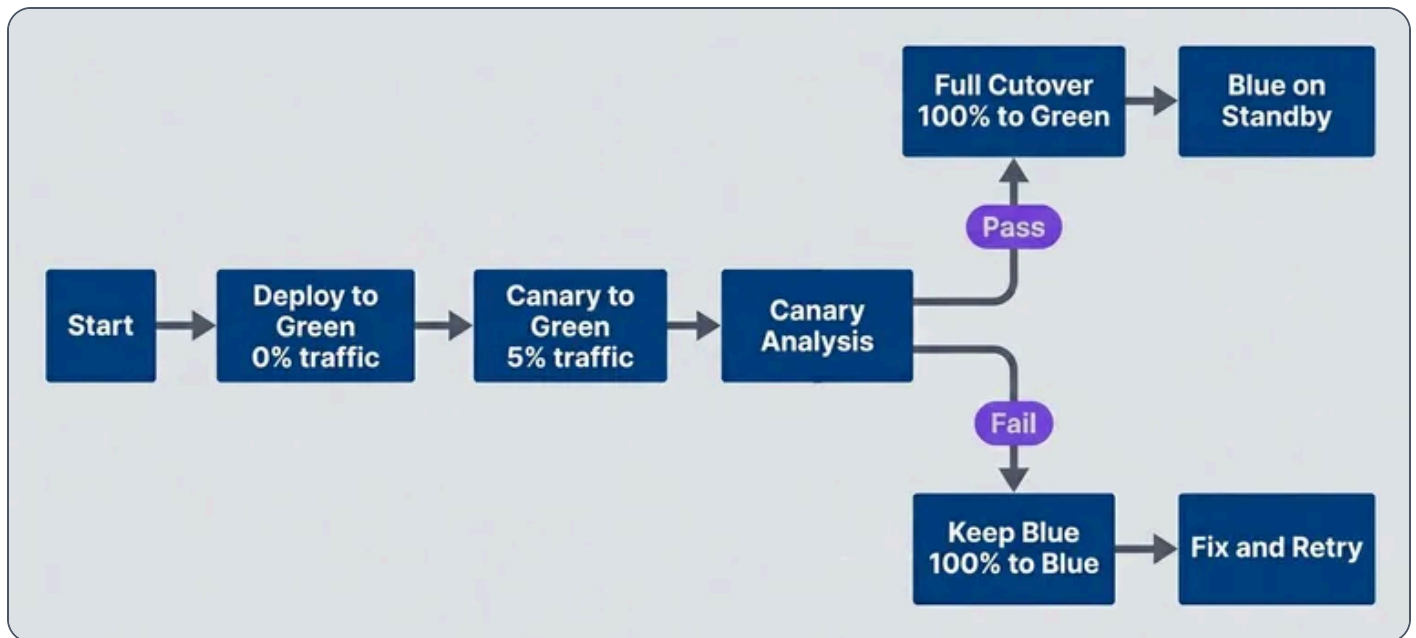 Start
Deploy to
Green
0% traffic
Canary to
Green
5% traffic
Canary
Analysis
Pass
Full Cutover
100% to Green
Blue on
Standby
Fail
Keep Blue
100% to Blue
Fix and Retry